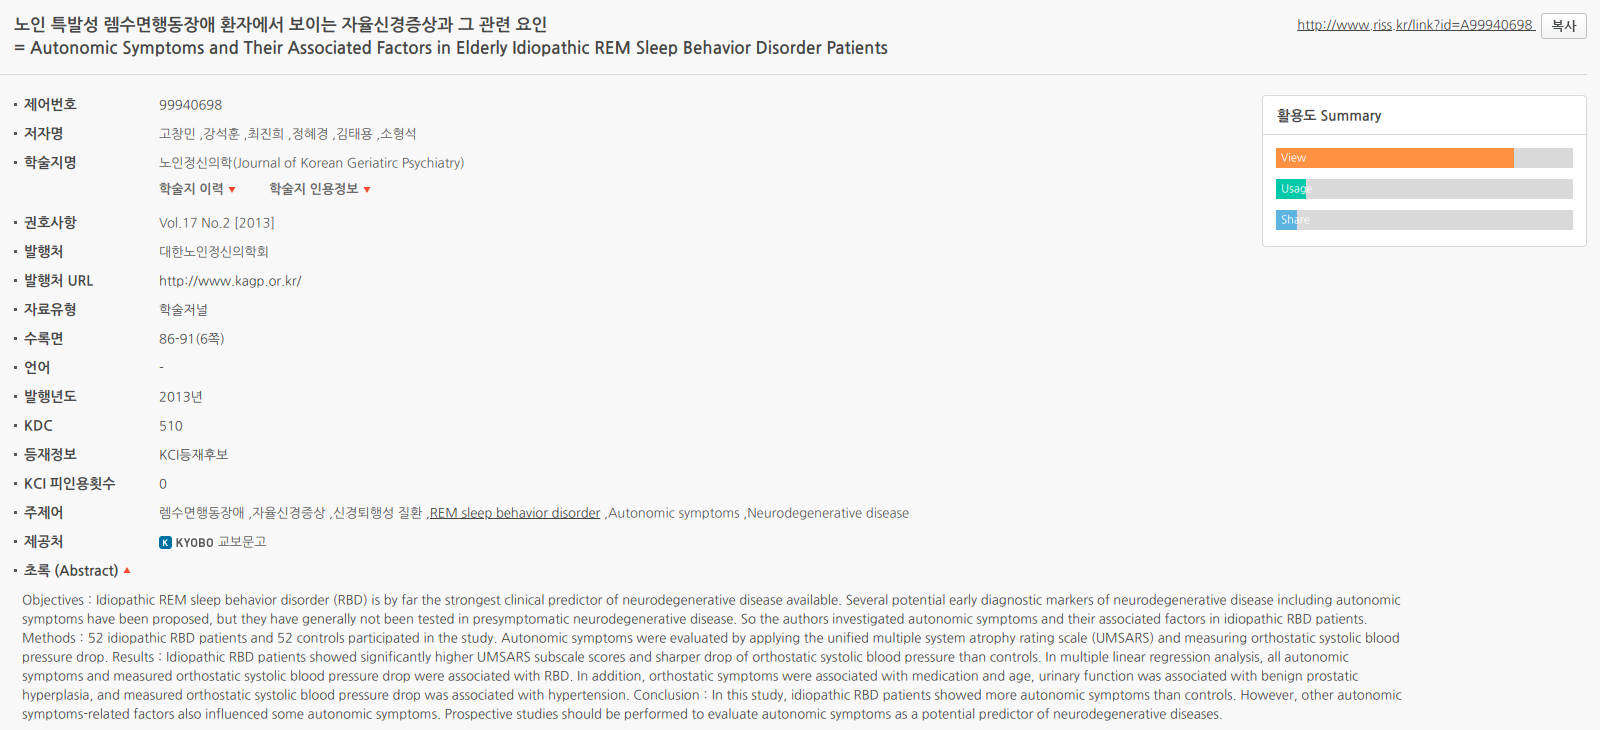 노인 특발성 렘수면행동장애 환자에서 보이는 자율신경증상과 그 관련 요인
= Autonomic Symptoms and Their Associated Factors in Elderly Idiopathic REM Sleep Behavior Disorder Patients
http://www.riss.kr/link?id=A99940698 복사
제어번호 99940698
저자명 고창민 ,강석훈 ,최진희 ,정혜경 ,김태용 ,소형석
학술지명 노인정신의학(Journal of Korean Geriatirc Psychiatry)
학술지 이력 ▼ 학술지 인용정보 ▼
권호사항 Vol.17 No.2 [2013]
발행처 대한노인정신의학회
발행처 URL http://www.kagp.or.kr/
자료유형 학술저널
수록면 86-91(6쪽)
언어 -
발행년도 2013년
KDC 510
등재정보 KCI등재후보
KCI 피인용횟수 0
주제어 렘수면행동장애 ,자율신경증상 ,신경퇴행성 질환 ,REM sleep behavior disorder ,Autonomic symptoms ,Neurodegenerative disease
제공처 K KYOBO 교보문고
초록 (Abstract) ▲
Objectives : Idiopathic REM sleep behavior disorder (RBD) is by far the strongest clinical predictor of neurodegenerative disease available. Several potential early diagnostic markers of neurodegenerative disease including autonomic
symptoms have been proposed, but they have generally not been tested in presymptomatic neurodegenerative disease. So the authors investigated autonomic symptoms and their associated factors in idiopathic RBD patients.
Methods : 52 idiopathic RBD patients and 52 controls participated in the study. Autonomic symptoms were evaluated by applying the unified multiple system atrophy rating scale (UMSARS) and measuring orthostatic systolic blood
pressure drop. Results : Idiopathic RBD patients showed significantly higher UMSARS subscale scores and sharper drop of orthostatic systolic blood pressure than controls. In multiple linear regression analysis, all autonomic
symptoms and measured orthostatic systolic blood pressure drop were associated with RBD. In addition, orthostatic symptoms were associated with medication and age, urinary function was associated with benign prostatic
hyperplasia, and measured orthostatic systolic blood pressure drop was associated with hypertension. Conclusion : In this study, idiopathic RBD patients showed more autonomic symptoms than controls. However, other autonomic
symptoms-related factors also influenced some autonomic symptoms. Prospective studies should be performed to evaluate autonomic symptoms as a potential predictor of neurodegenerative diseases.
활용도 Summary
View
Usage
Share